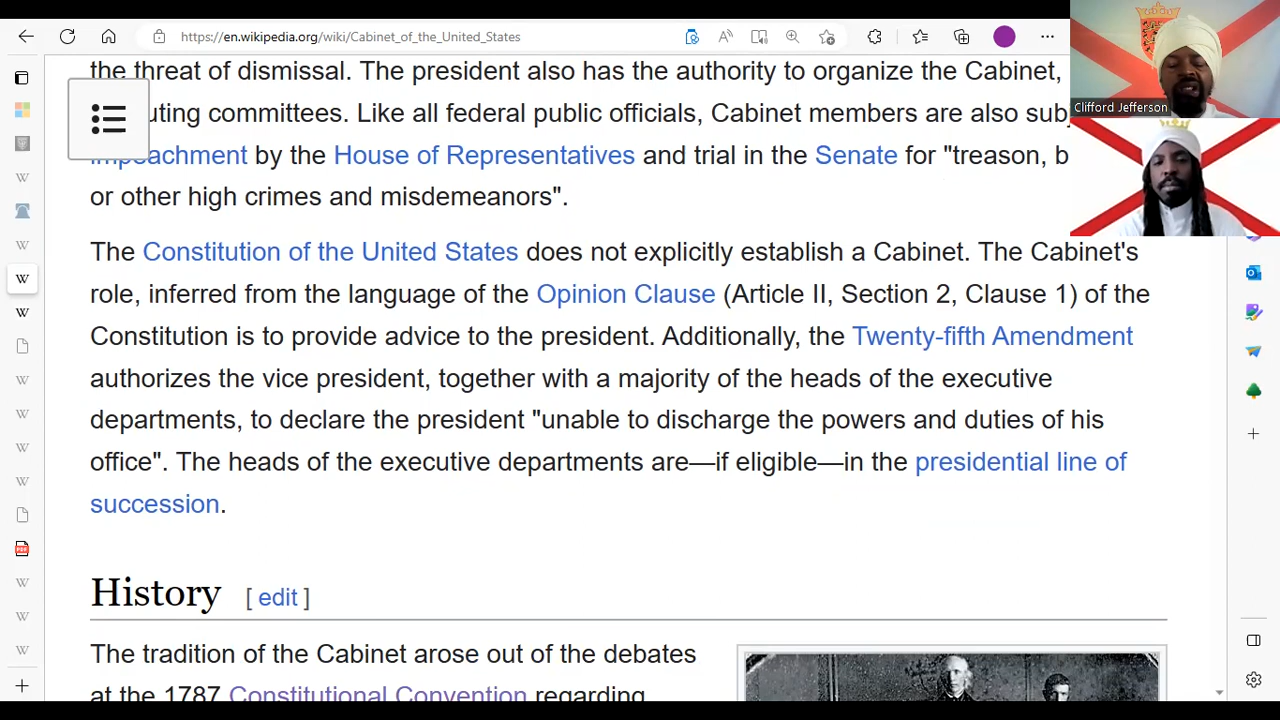 https://en.wikipedia.org/wiki/Cabinet_of_the_United_States
the threat of dismissal. The president also has the authority to organize the Cabinet,
uting committees. Like all federal public officials, Cabinet members are also sub
impeachment by the House of Representatives and trial in the Senate for "treason, b
or other high crimes and misdemeanors".
Clifford Jefferson
The Constitution of the United States does not explicitly establish a Cabinet. The Cabinet's
role, inferred from the language of the Opinion Clause (Article II, Section 2, Clause 1) of the
Constitution is to provide advice to the president. Additionally, the Twenty-fifth Amendment
authorizes the vice president, together with a majority of the heads of the executive
departments, to declare the president "unable to discharge the powers and duties of his
office". The heads of the executive departments are—if eligible—in the presidential line of
succession.
History [ edit ]
The tradition of the Cabinet arose out of the debates
at the 1787 Constitutional Convention regarding